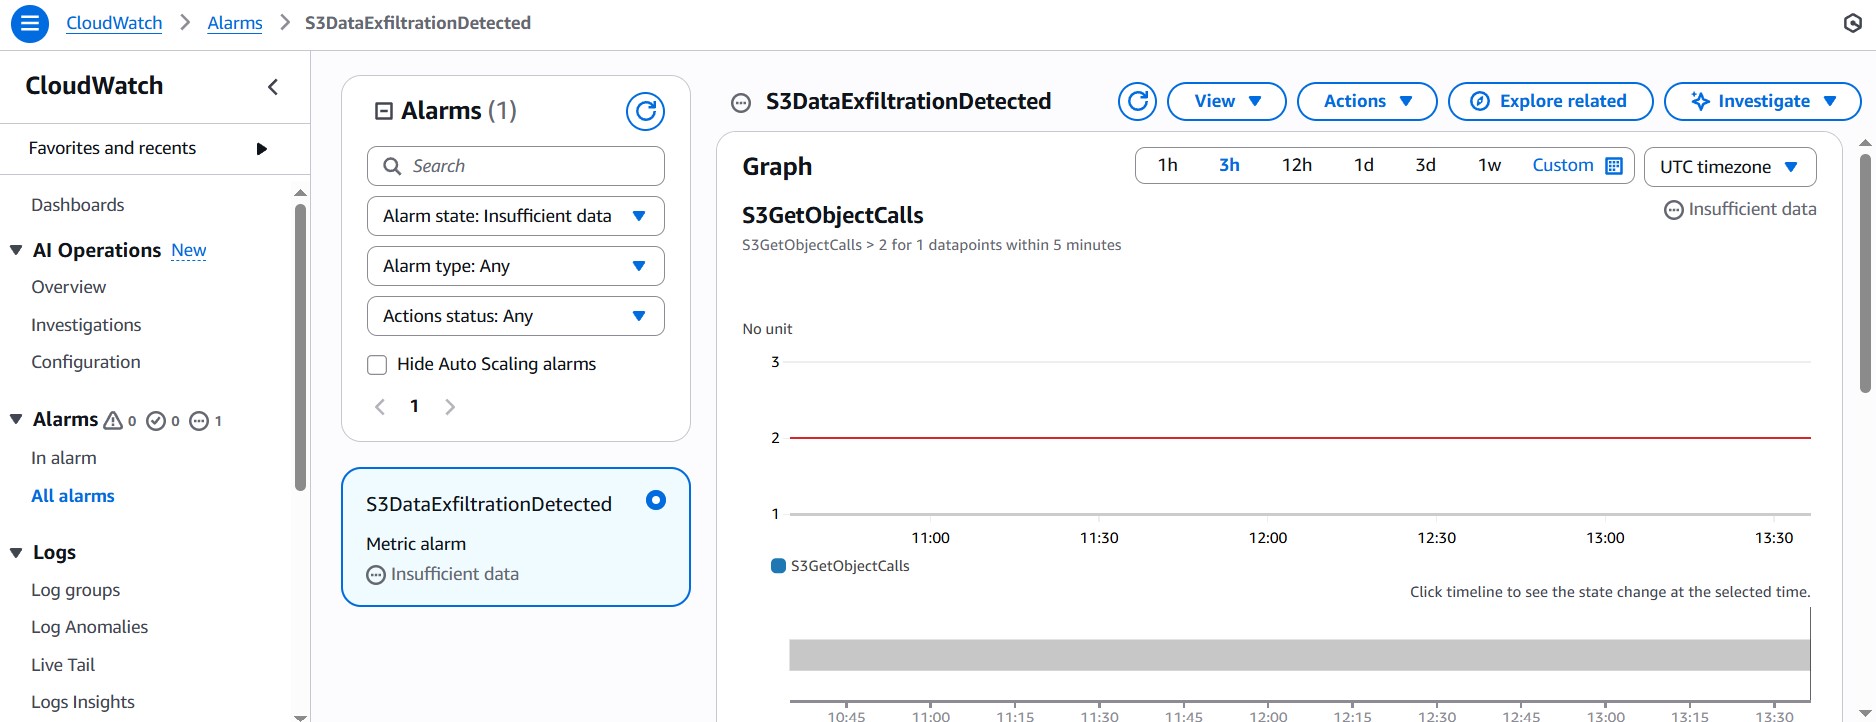 CloudWatch > Alarms > S3DataExfiltrationDetected
CloudWatch
Favorites and recents
Dashboards
AI Operations New
Overview
Investigations
Configuration
Alarms 0 0 1
In alarm
All alarms
Logs
Log groups
Log Anomalies
Live Tail
Logs Insights
Alarms (1)
Search
Alarm state: Insufficient data
Alarm type: Any
Actions status: Any
Hide Auto Scaling alarms
1
S3DataExfiltrationDetected
Metric alarm
Insufficient data
S3DataExfiltrationDetected
View
Actions
Explore related
Investigate
Graph
1h 3h 12h 1d 3d 1w Custom
UTC timezone
S3GetObjectCalls
Insufficient data
S3GetObjectCalls > 2 for 1 datapoints within 5 minutes
No unit
3
2
1
11:00 11:30 12:00 12:30 13:00 13:30
S3GetObjectCalls
Click timeline to see the state change at the selected time.
10:45 11:00 11:15 11:30 11:45 12:00 12:15 12:30 12:45 13:00 13:15 13:30